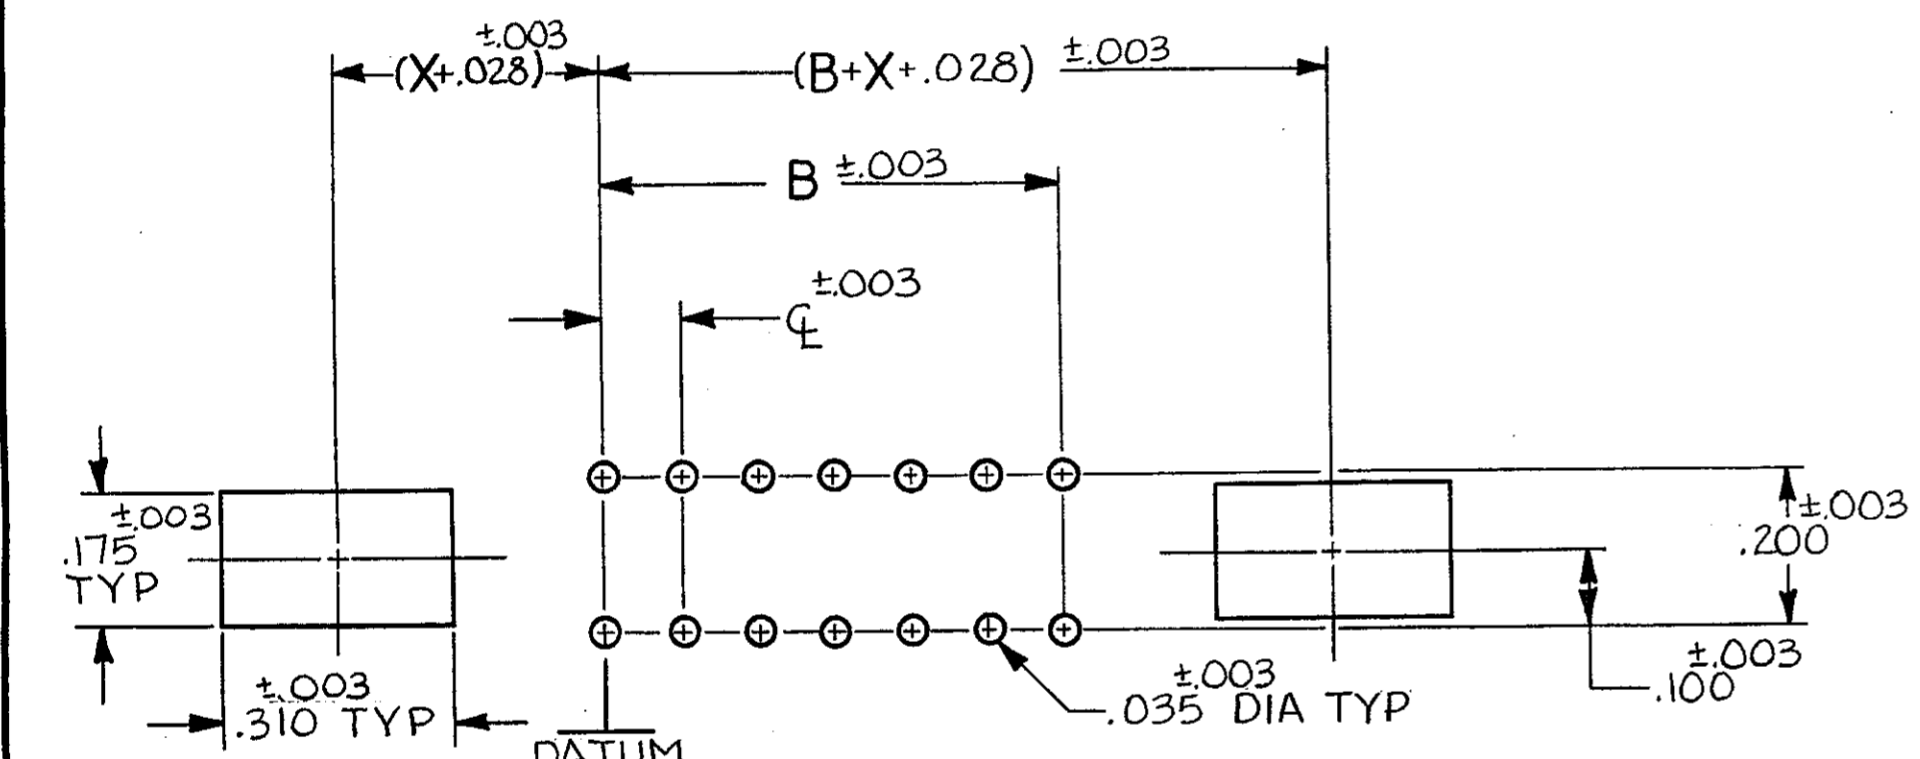 ±.003
(X+.028)
(B+X+.028) ±.003
B ±.003
±.003
℄
±.003
.175
TYP
±.003
.310 TYP
DATUM
±.003
.035 DIA TYP
±.003
.200
±.003
.100